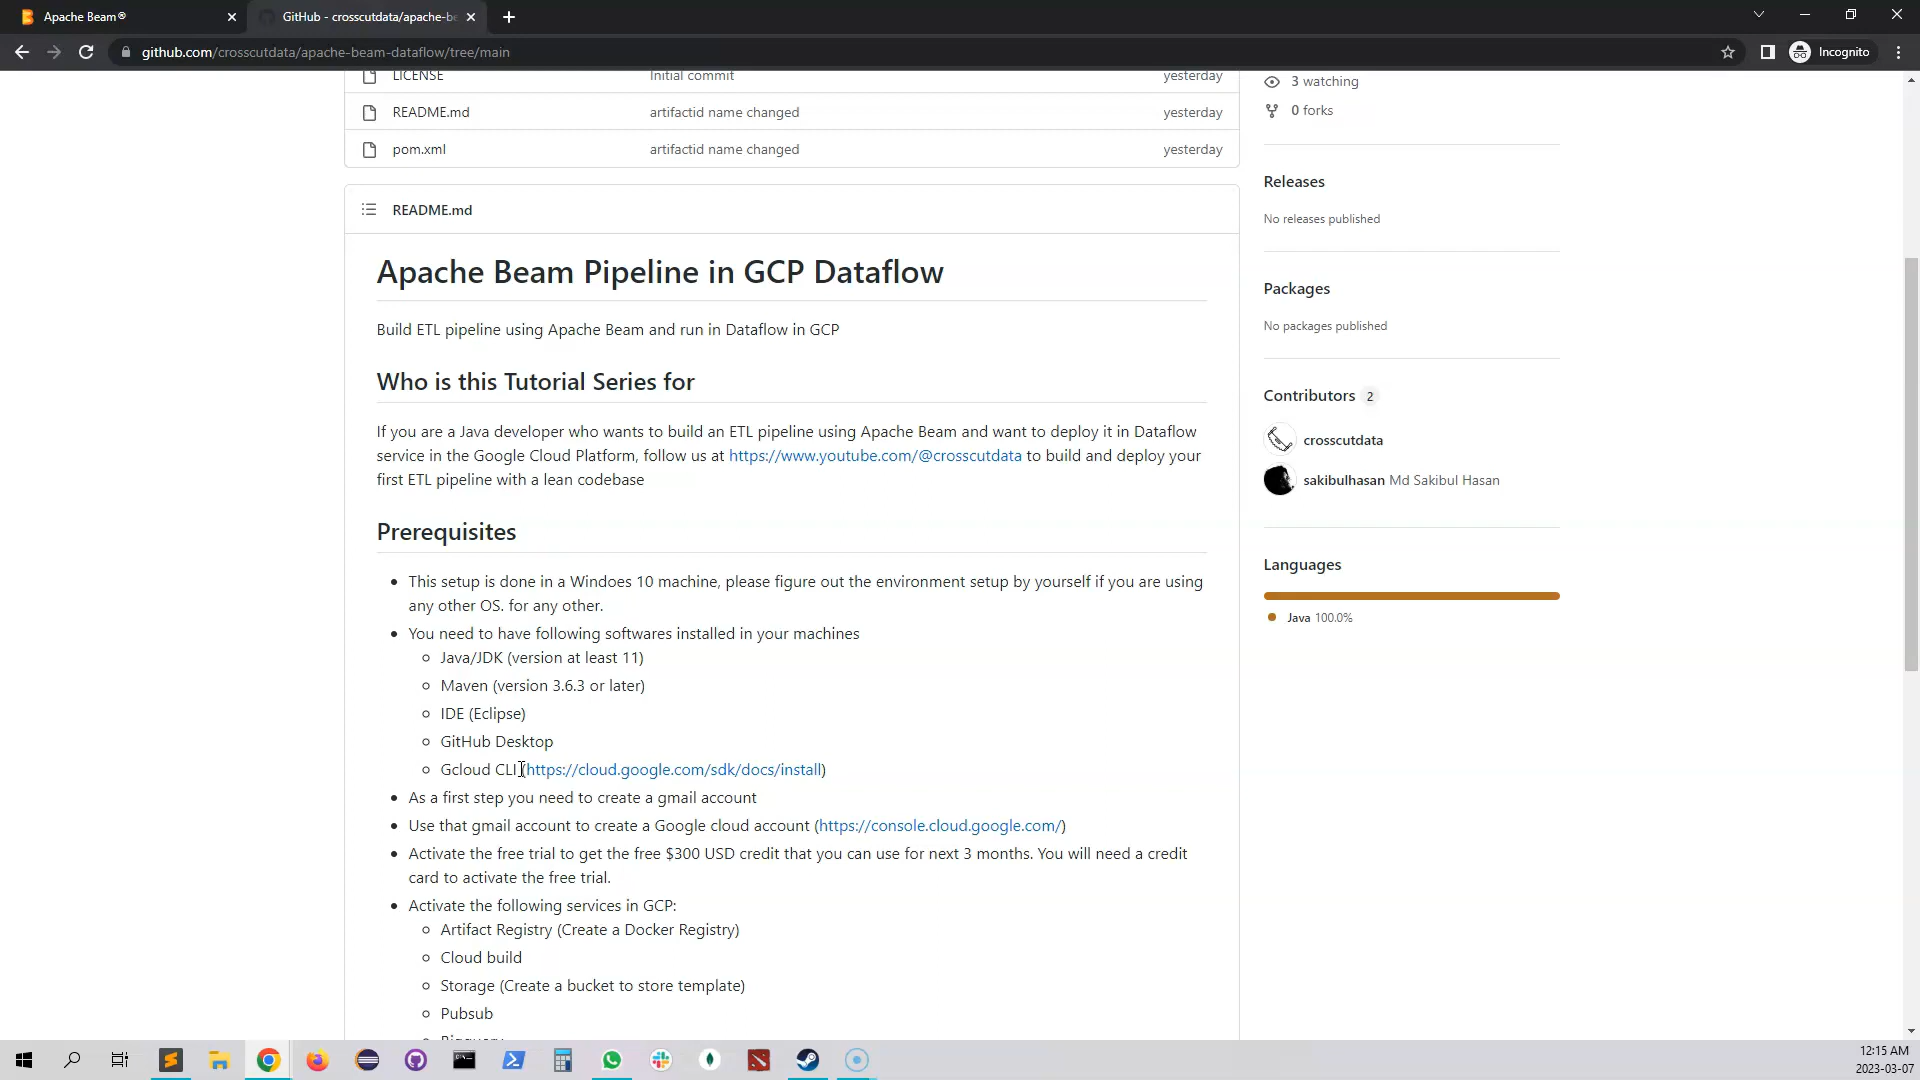 Apache Beam®
GitHub - crosscutdata/apache-be
github.com/crosscutdata/apache-beam-dataflow/tree/main
Incognito
LICENSE Initial commit yesterday
README.md artifactid name changed yesterday
pom.xml artifactid name changed yesterday
README.md
Apache Beam Pipeline in GCP Dataflow
Build ETL pipeline using Apache Beam and run in Dataflow in GCP
Who is this Tutorial Series for
If you are a Java developer who wants to build an ETL pipeline using Apache Beam and want to deploy it in Dataflow
service in the Google Cloud Platform, follow us at https://www.youtube.com/@crosscutdata to build and deploy your
first ETL pipeline with a lean codebase
Prerequisites
This setup is done in a Windoes 10 machine, please figure out the environment setup by yourself if you are using
any other OS. for any other.
You need to have following softwares installed in your machines
Java/JDK (version at least 11)
Maven (version 3.6.3 or later)
IDE (Eclipse)
GitHub Desktop
Gcloud CLI (https://cloud.google.com/sdk/docs/install)
As a first step you need to create a gmail account
Use that gmail account to create a Google cloud account (https://console.cloud.google.com/)
Activate the free trial to get the free $300 USD credit that you can use for next 3 months. You will need a credit
card to activate the free trial.
Activate the following services in GCP:
Artifact Registry (Create a Docker Registry)
Cloud build
Storage (Create a bucket to store template)
Pubsub
3 watching
0 forks
Releases
No releases published
Packages
No packages published
Contributors 2
crosscutdata
sakibulhasan Md Sakibul Hasan
Languages
Java 100.0%
12:15 AM
2023-03-07